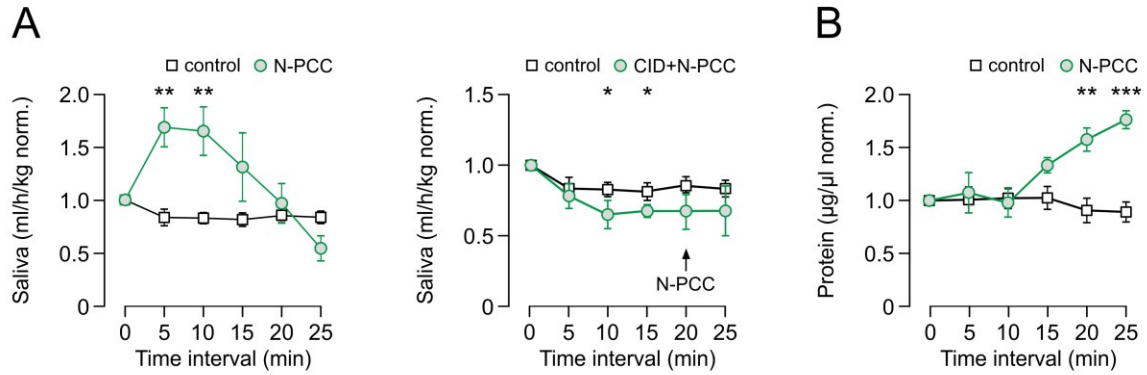 A
control N-PCC
** **
Saliva (ml/h/kg norm.)
2.0
1.5
1.0
0.5
0
0 5 10 15 20 25
Time interval (min)
control CID+N-PCC
* *
Saliva (ml/h/kg norm.)
1.5
1.0
0.5
0
N-PCC
0 5 10 15 20 25
Time interval (min)
B
control N-PCC
** ***
Protein (µg/µl norm.)
2.0
1.5
1.0
0.5
0
0 5 10 15 20 25
Time interval (min)